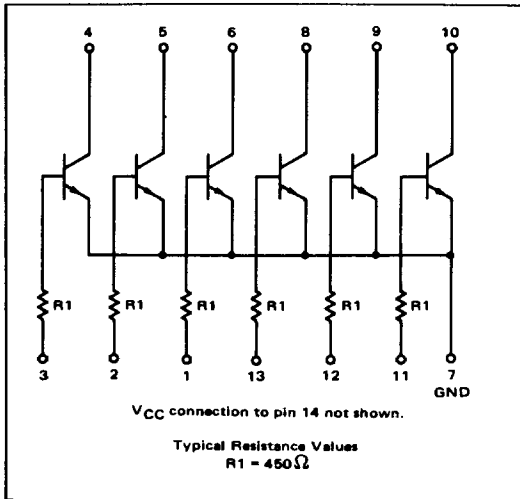 4 5 6 8 9 10
R1 R1 R1 R1 R1 R1
3 2 1 13 12 11 7
GND
VCC connection to pin 14 not shown.
Typical Resistance Values
R1 = 450Ω